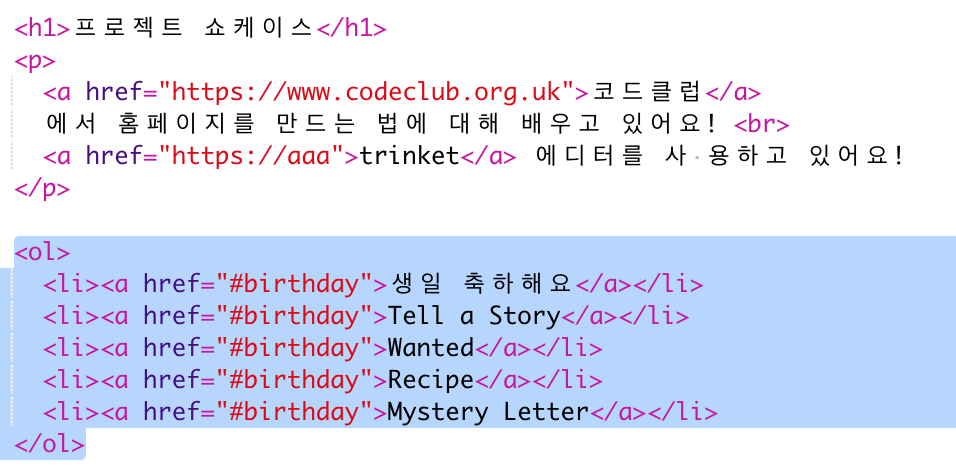 <h1>프로젝트 쇼케이스</h1>
<p>
<a href="https://www.codeclub.org.uk">코드클럽</a>
에서 홈페이지를 만드는 법에 대해 배우고 있어요! <br>
<a href="https://aaa">trinket</a> 에디터를 사·용하고 있어요!
</p>
<ol>
<li><a href="#birthday">생일 축하해요</a></li>
<li><a href="#birthday">Tell a Story</a></li>
<li><a href="#birthday">Wanted</a></li>
<li><a href="#birthday">Recipe</a></li>
<li><a href="#birthday">Mystery Letter</a></li>
</ol>